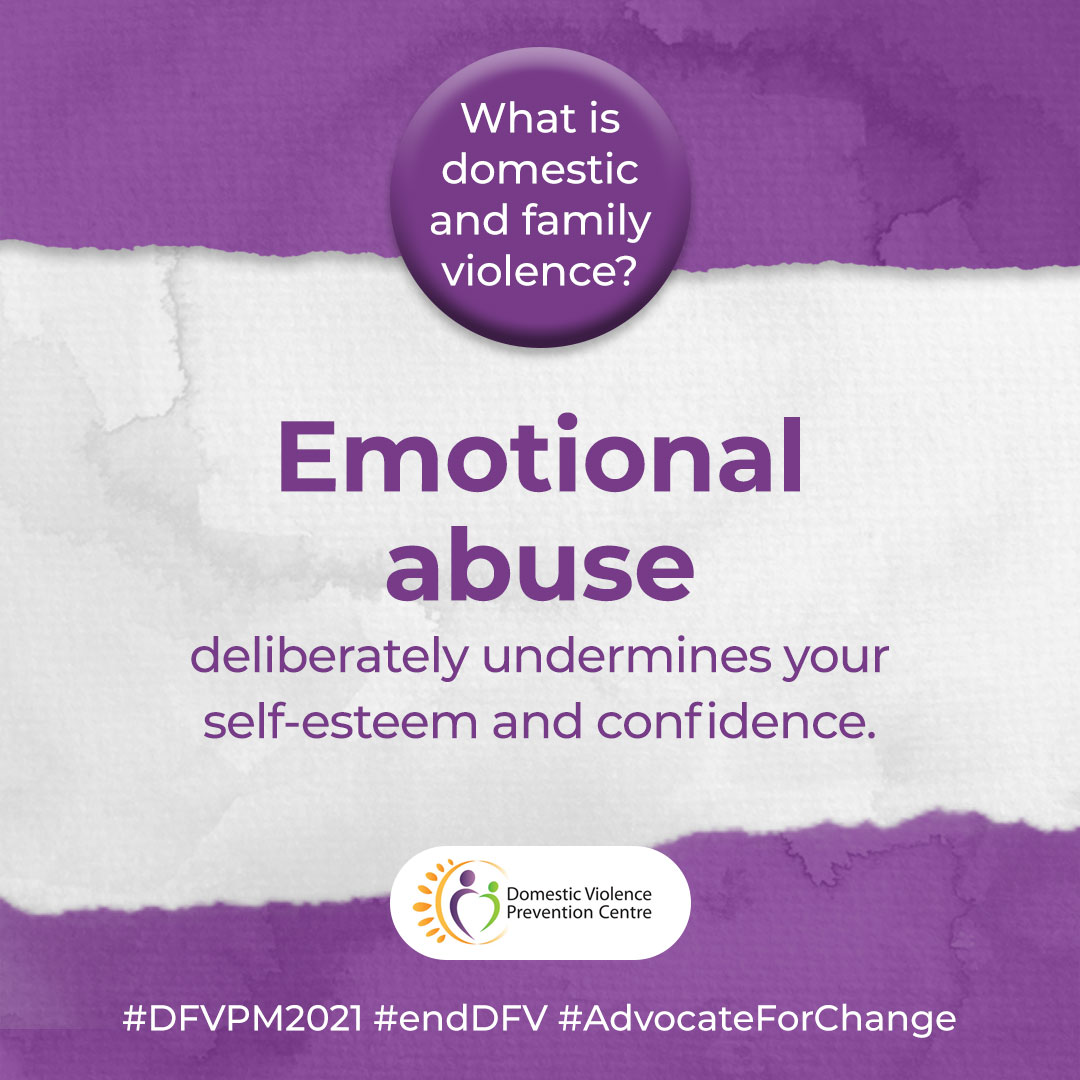 What is
domestic
and family
violence?
Emotional
abuse
deliberately undermines your
self-esteem and confidence.
Domestic Violence
Prevention Centre
#DFVPM2021 #endDFV #AdvocateForChange